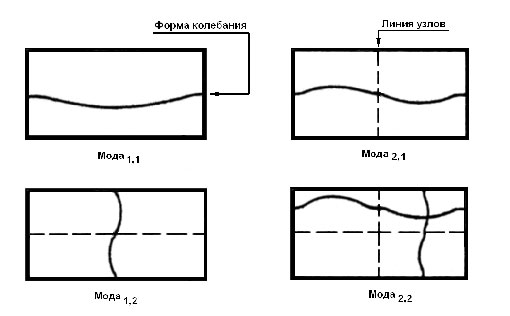 Форма колебания
Линия узлов
Мода 1.1
Мода 2.1
Мода 1,2
Мода 2.2